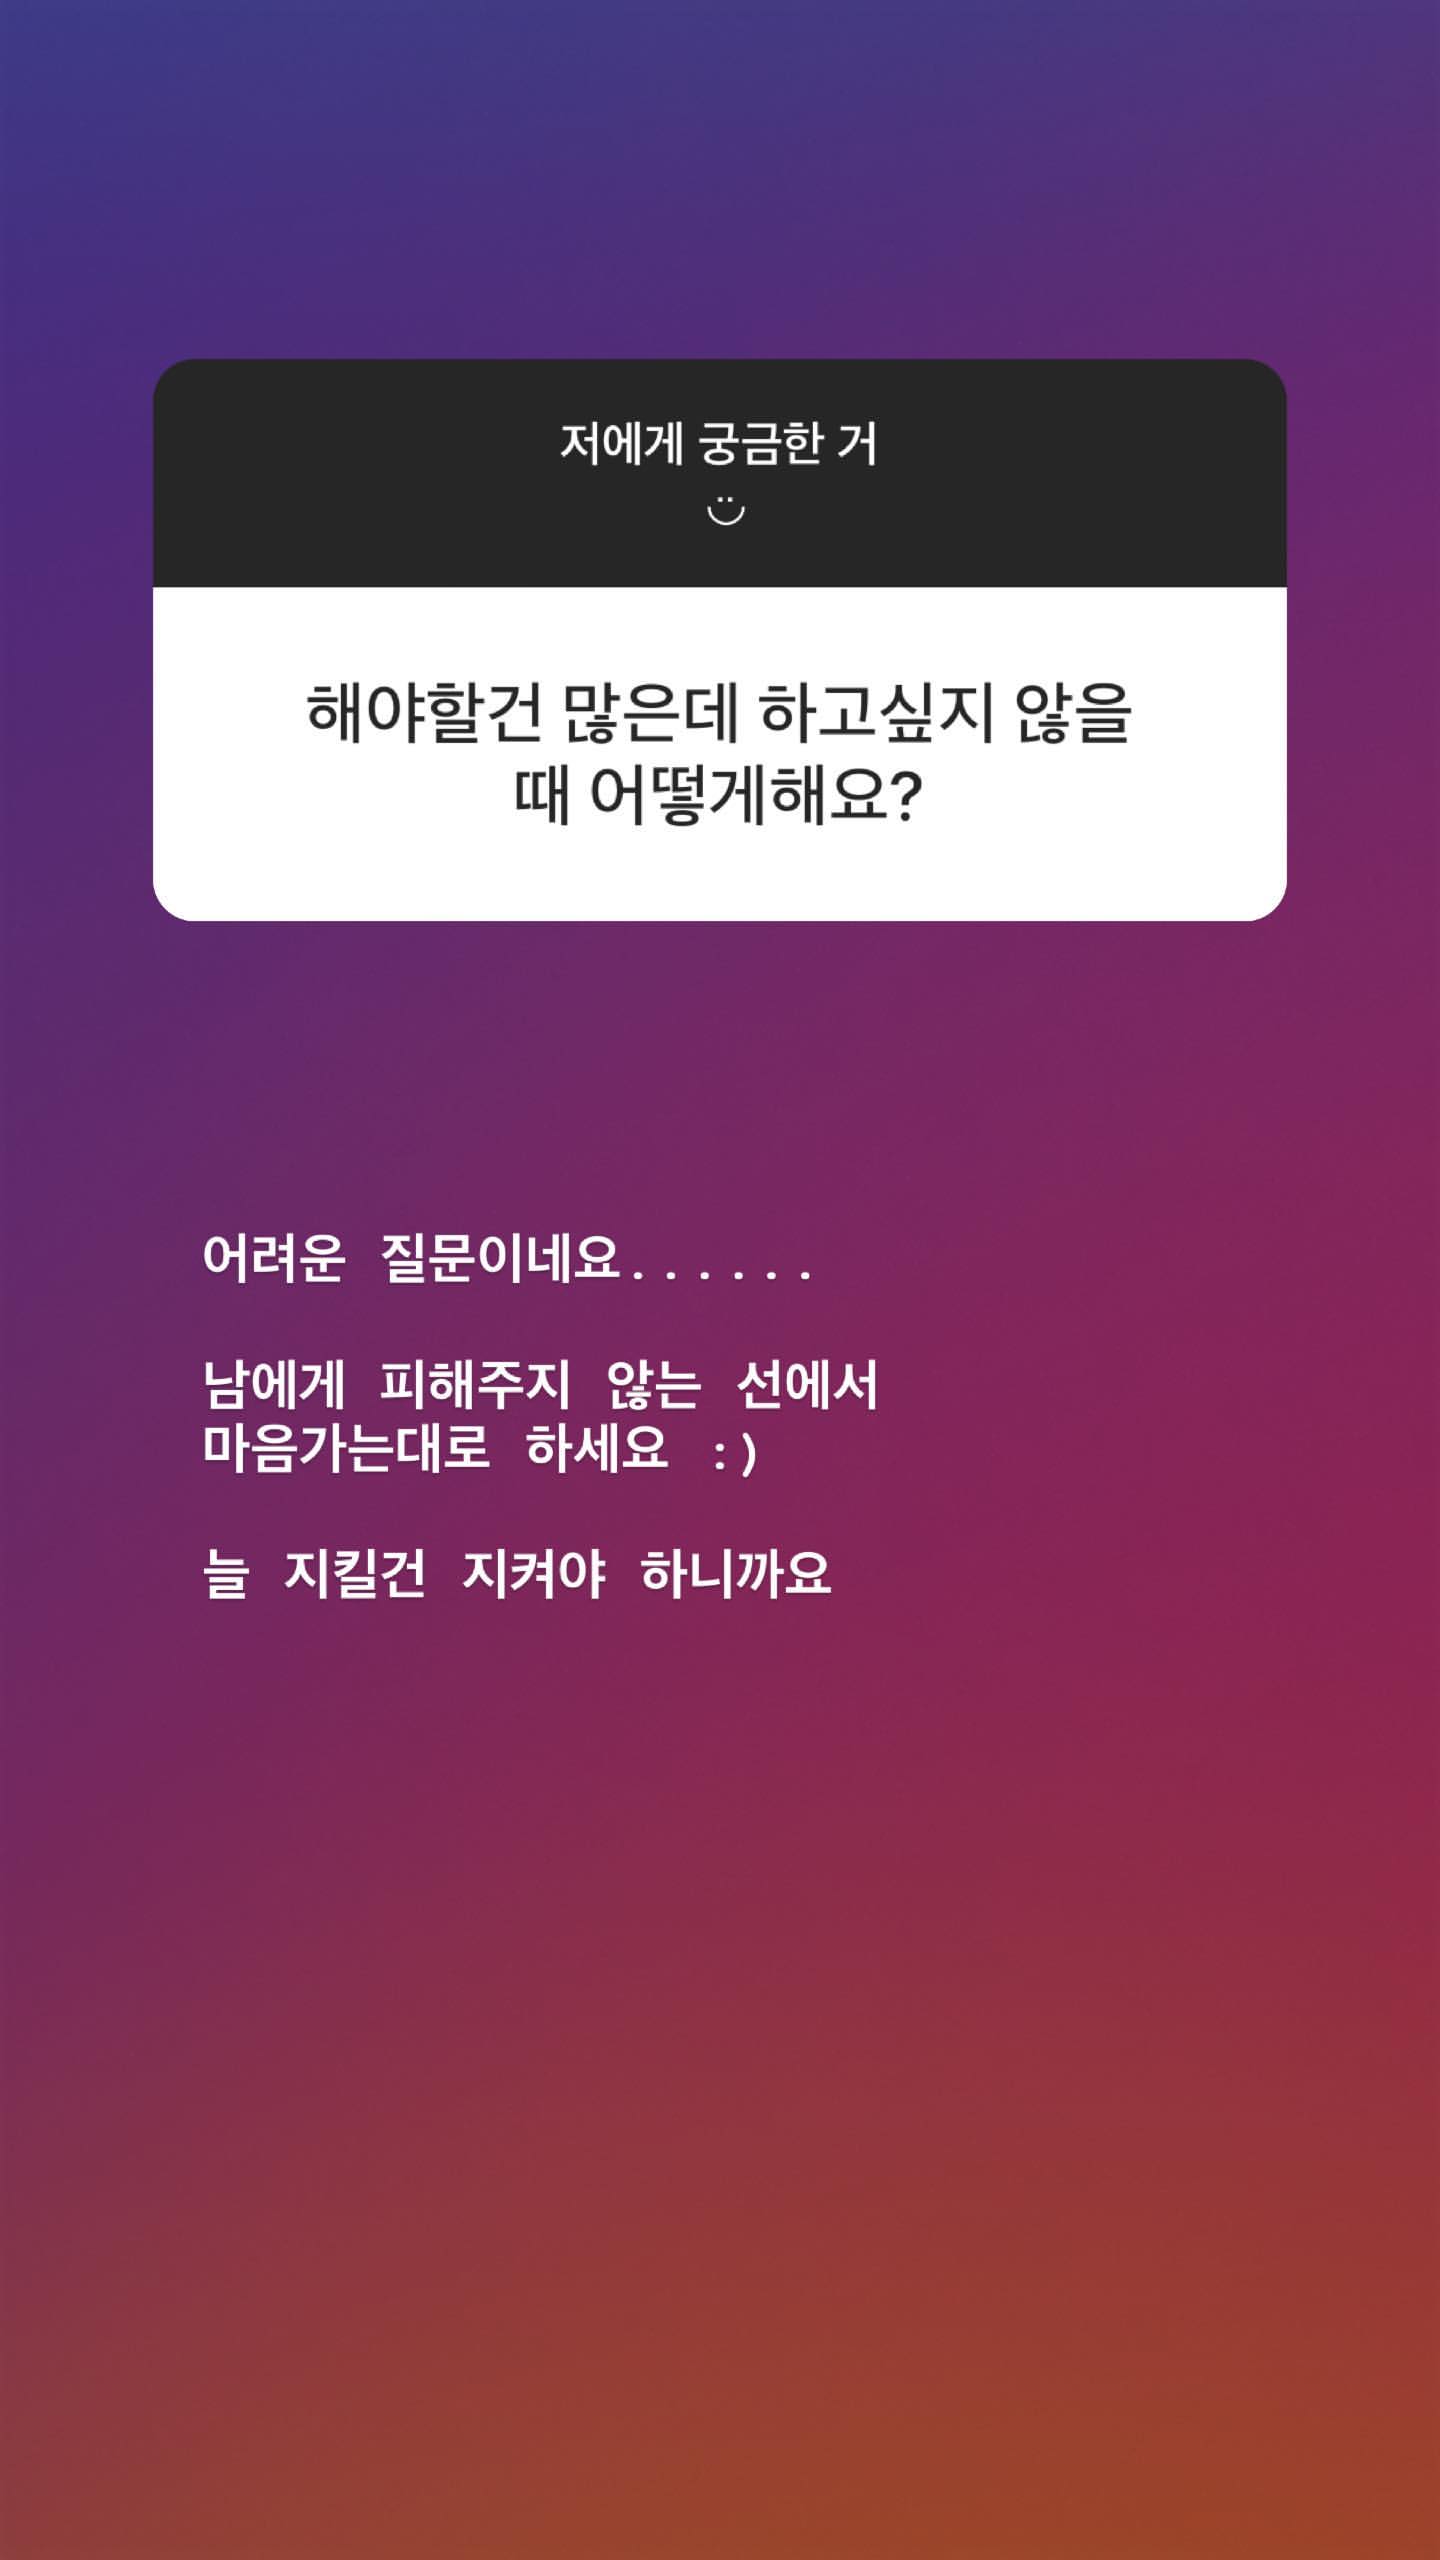 저에게 궁금한 거
해야할건 많은데 하고싶지 않을
때 어떻게해요?
어려운 질문이네요......
남에게 피해주지 않는 선에서
마음가는대로 하세요 :)
늘 지킬건 지켜야 하니까요